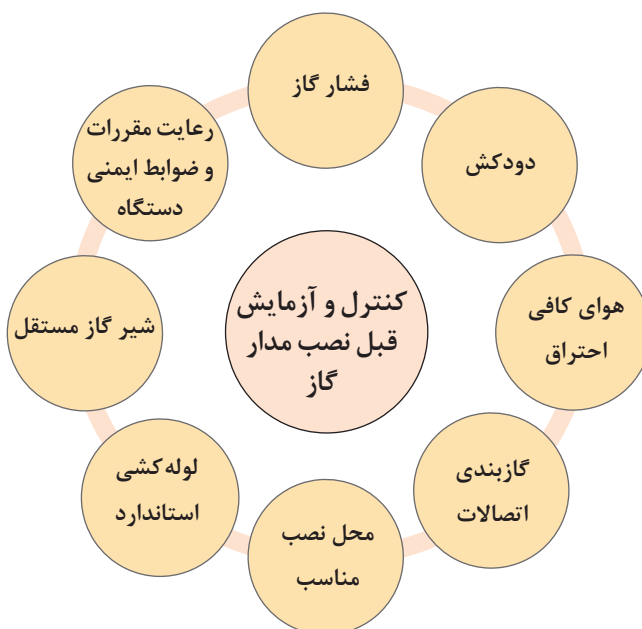 فشار گاز
دودکش
هوای کافی
احتراق
گازبندی
اتصالات
محل نصب
مناسب
لوله‌کشی
استاندارد
شیر گاز مستقل
رعایت مقررات
و ضوابط ایمنی
دستگاه
کنترل و آزمایش
قبل نصب مدار
گاز